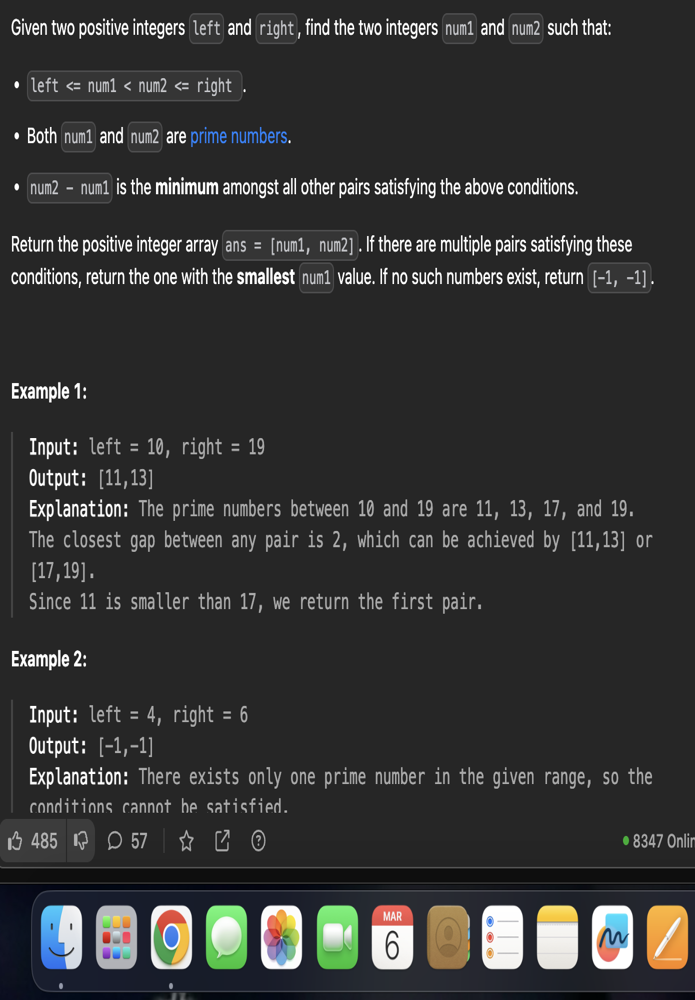 Given two positive integers left and right, find the two integers num1 and num2 such that:
• left <= num1 < num2 <= right .
• Both num1 and num2 are prime numbers.
• num2 - num1 is the minimum amongst all other pairs satisfying the above conditions.
Return the positive integer array ans = [num1, num2]. If there are multiple pairs satisfying these
conditions, return the one with the smallest num1 value. If no such numbers exist, return [-1, -1].
Example 1:
Input: left = 10, right = 19
Output: [11,13]
Explanation: The prime numbers between 10 and 19 are 11, 13, 17, and 19.
The closest gap between any pair is 2, which can be achieved by [11,13] or
[17,19].
Since 11 is smaller than 17, we return the first pair.
Example 2:
Input: left = 4, right = 6
Output: [-1,-1]
Explanation: There exists only one prime number in the given range, so the
conditions cannot be satisfied.
485 57 8347 Onlin
MAR
6